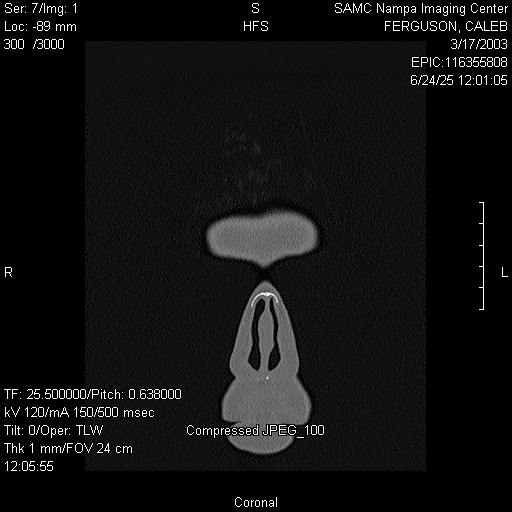 Ser: 7/Img: 1
Loc: -89 mm
300 /3000
S
HFS
SAMC Nampa Imaging Center
FERGUSON, CALEB
3/17/2003
EPIC:116355808
6/24/25 12:01:05
R
L
TF: 25.500000/Pitch: 0.638000
kV 120/mA 150/500 msec
Tilt: 0/Oper: TLW
Thk 1 mm/FOV 24 cm
12:05:55
Compressed JPEG_100
Coronal